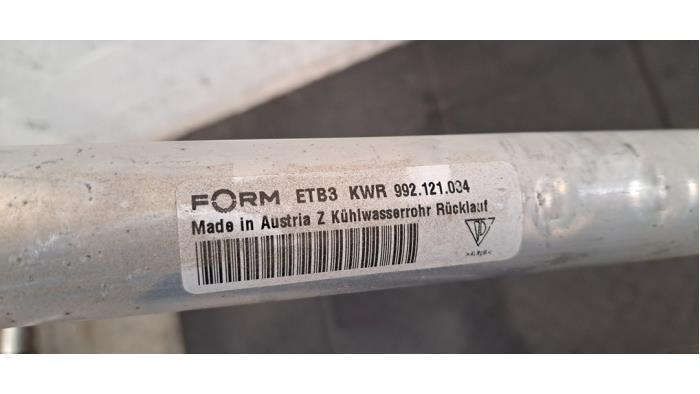 FORM ETB3 KWR 992.121.034
Made in Austria Z Kühlwasserrohr Rücklauf